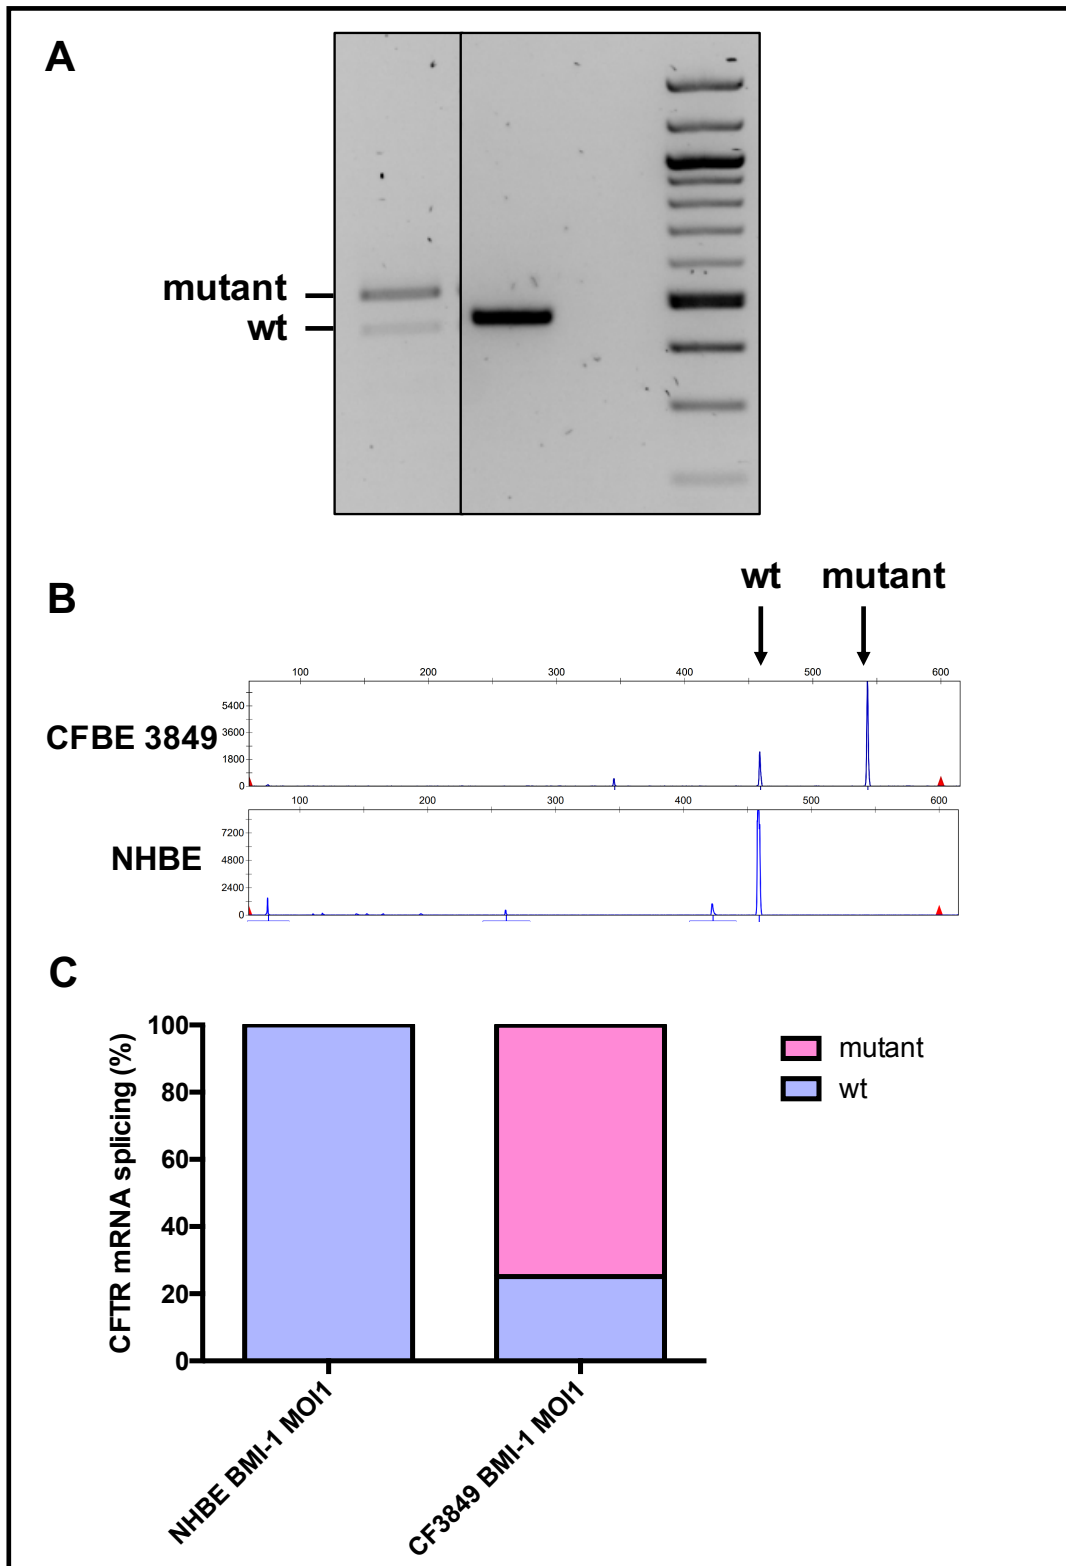 A
mutant
wt
B
wt mutant
100 200 300 400 500 600
CFBE 3849
5400
3600
1800
0
100 200 300 400 500 600
NHBE
7200
4800
2400
0
C
CFTR mRNA splicing (%)
100
80
60
40
20
0
mutant
wt
NHBE BMI-1 MOI1
CF3849 BMI-1 MOI1